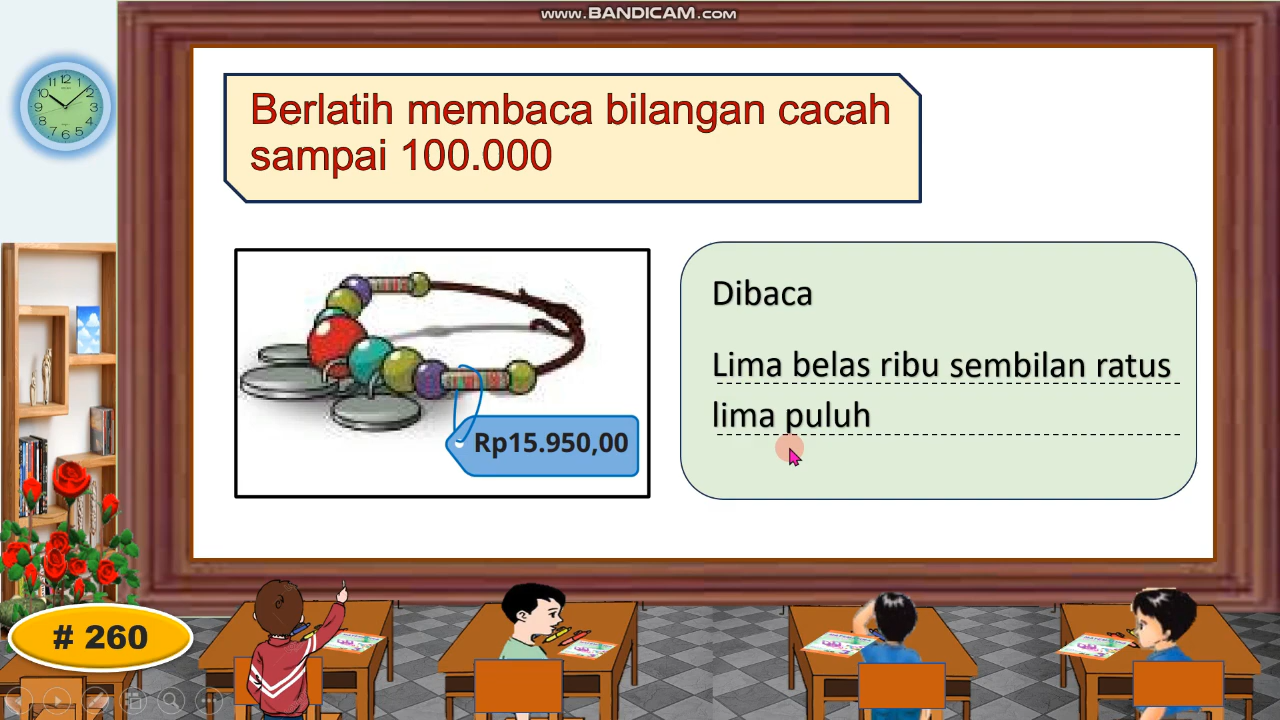 www.BANDICAM.com
Berlatih membaca bilangan cacah
sampai 100.000
Dibaca
Lima belas ribu sembilan ratus
lima puluh
Rp15.950,00
# 260